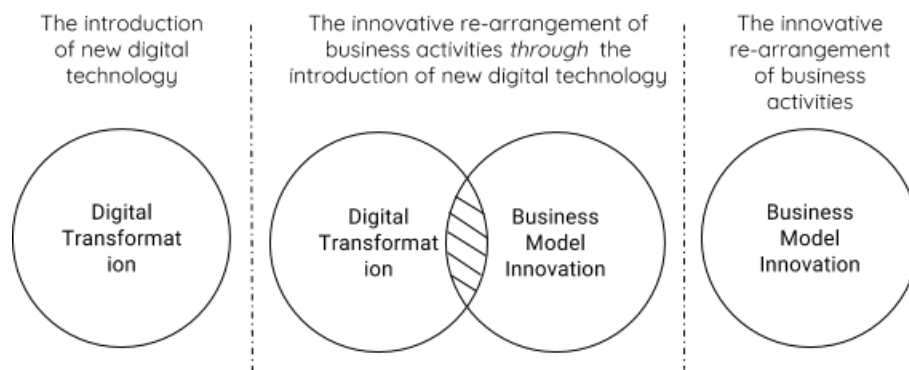 The introduction
of new digital
technology
The innovative re-arrangement of
business activities through the
introduction of new digital technology
The innovative
re-arrangement
of business
activities
Digital
Transformat
ion
Digital
Transformat
ion
Business
Model
Innovation
Business
Model
Innovation